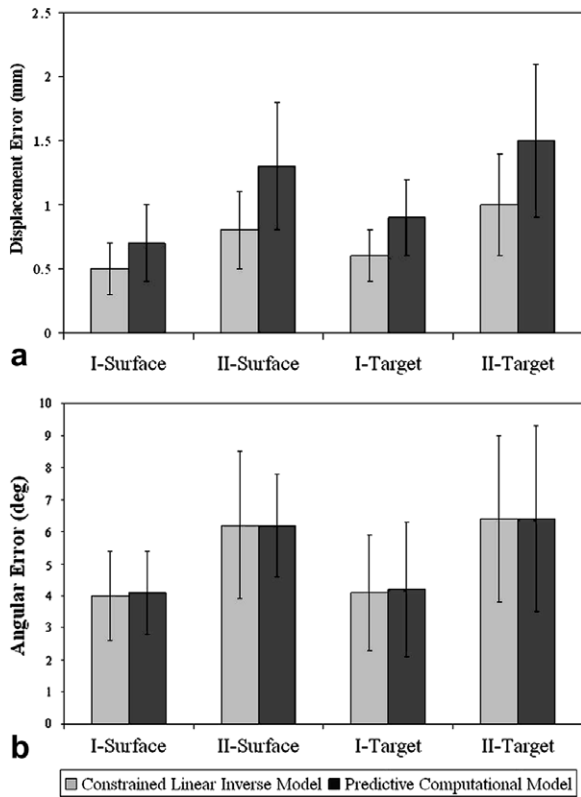 2.5
2
1.5
1
0.5
0
Displacement Error (mm)
I-Surface II-Surface I-Target II-Target
a
10
9
8
7
6
5
4
3
2
1
0
Angular Error (deg)
I-Surface II-Surface I-Target II-Target
b
Constrained Linear Inverse Model Predictive Computational Model